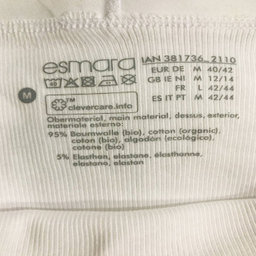 esmara
IAN 381736_2110
EUR DE M 40/42
GB IE NI M 12/14
FR L 42/44
ES IT PT M 42/44
M
TM
clevercare.info
Obermaterial, main material, dessus, exterior,
materiale esterno:
95% Baumwolle (bio), cotton (organic),
coton (bio), algodón (ecológico),
cotone (bio)
5% Elasthan, elastane, élasthanne,
elastano, elastan